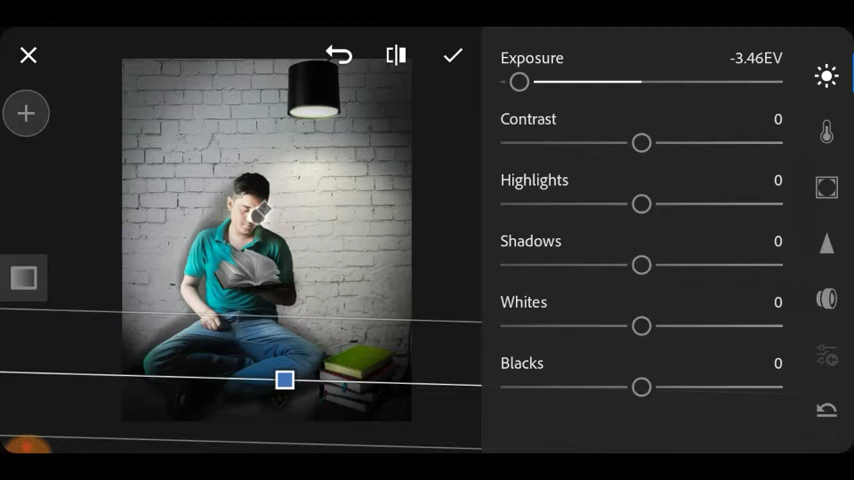 Exposure -3.46EV
Contrast 0
Highlights 0
Shadows 0
Whites 0
Blacks 0